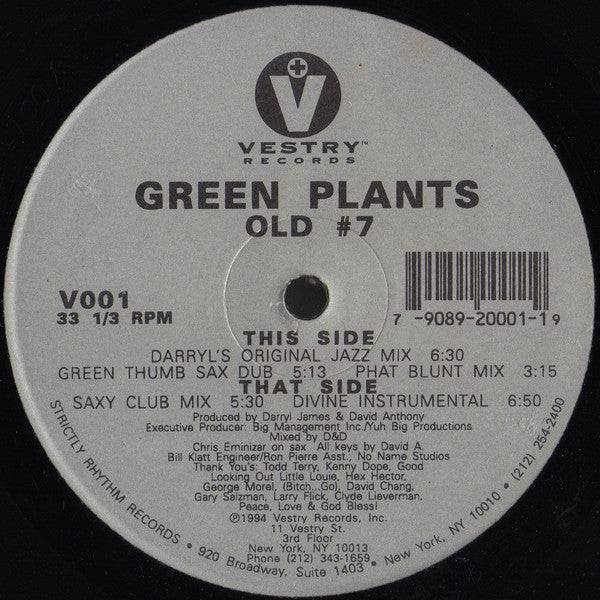 V
VESTRY™
RECORDS
GREEN PLANTS
OLD #7
V001
33 1/3 RPM
7 -9089-20001-1 9
THIS SIDE
DARRYL'S ORIGINAL JAZZ MIX 6:30
GREEN THUMB SAX DUB 5:13 PHAT BLUNT MIX 3:15
THAT SIDE
SAXY CLUB MIX 5:30 DIVINE INSTRUMENTAL 6:50
Produced by Darryl James & David Anthony
Executive Producer: Big Management Inc./Yuh Big Productions
Mixed by D&D
Chris Eminizar on sax. All keys by David A.
Bill Klatt Engineer/Ron Pierre Asst., No Name Studios
Thank You's: Todd Terry, Kenny Dope, Good
Looking Out Little Louie, Hex Hector,
George Morel, (Bitch...Go), David Chang,
Gary Salzman, Larry Flick, Clyde Lieverman,
Peace, Love & God Bless!
Ⓟ©1994 Vestry Records, Inc.
11 Vestry St.
3rd Floor
New York, NY 10013
Phone (212) 343-1659
STRICTLY RHYTHM RECORDS • 920 Broadway, Suite 1403 • New York, NY 10010 • (212) 254-2400